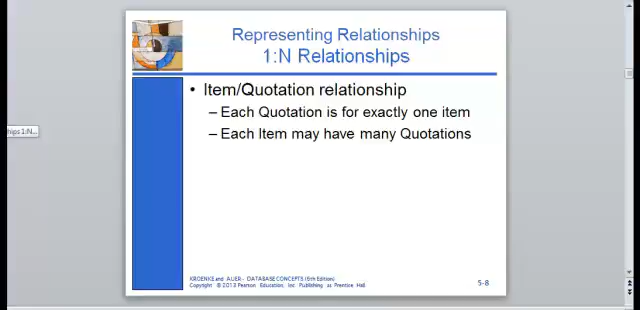 Representing Relationships
1:N Relationships
• Item/Quotation relationship
– Each Quotation is for exactly one item
– Each Item may have many Quotations
hips 1:N...
KROENKE and AUER - DATABASE CONCEPTS (6th Edition)
Copyright © 2013 Pearson Education, Inc. Publishing as Prentice Hall
5-8